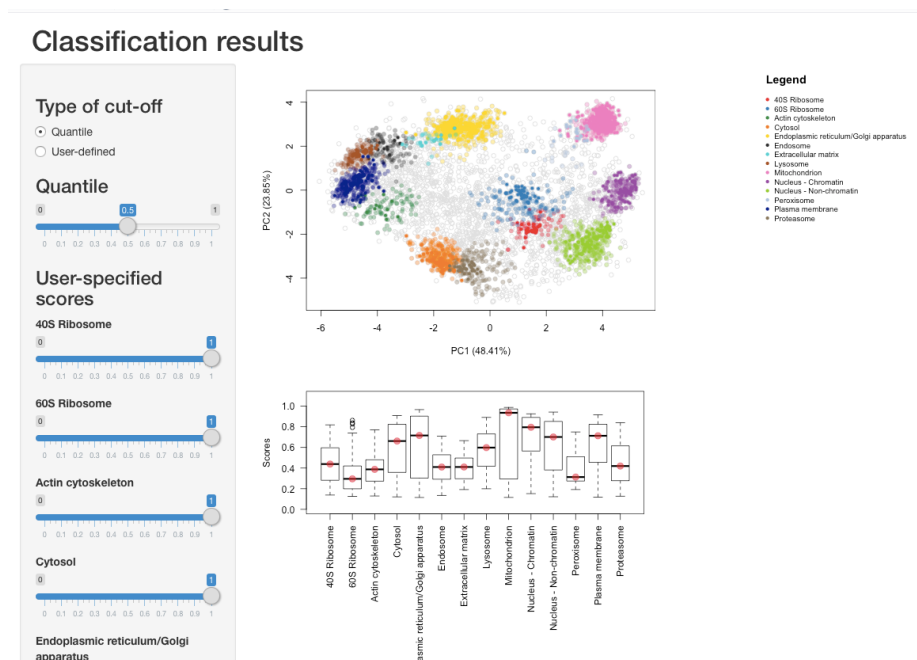 Classification results
Type of cut-off
Quantile
User-defined
Quantile
0 0.5 1
0 0.1 0.2 0.3 0.4 0.5 0.6 0.7 0.8 0.9 1
User-specified
scores
40S Ribosome
0 1
0 0.1 0.2 0.3 0.4 0.5 0.6 0.7 0.8 0.9 1
60S Ribosome
0 1
0 0.1 0.2 0.3 0.4 0.5 0.6 0.7 0.8 0.9 1
Actin cytoskeleton
0 1
0 0.1 0.2 0.3 0.4 0.5 0.6 0.7 0.8 0.9 1
Cytosol
0 1
0 0.1 0.2 0.3 0.4 0.5 0.6 0.7 0.8 0.9 1
Endoplasmic reticulum/Golgi
apparatus
PC2 (23.85%)
4
2
0
-2
-4
-6 -4 -2 0 2 4
PC1 (48.41%)
Legend
40S Ribosome
60S Ribosome
Actin cytoskeleton
Cytosol
Endoplasmic reticulum/Golgi apparatus
Endosome
Extracellular matrix
Lysosome
Mitochondrion
Nucleus - Chromatin
Nucleus - Non-chromatin
Peroxisome
Plasma membrane
Proteasome
Scores
1.0
0.8
0.6
0.4
0.2
0.0
40S Ribosome
60S Ribosome
Actin cytoskeleton
Cytosol
asmic reticulum/Golgi apparatus
Endosome
Extracellular matrix
Lysosome
Mitochondrion
Nucleus - Chromatin
Nucleus - Non-chromatin
Peroxisome
Plasma membrane
Proteasome